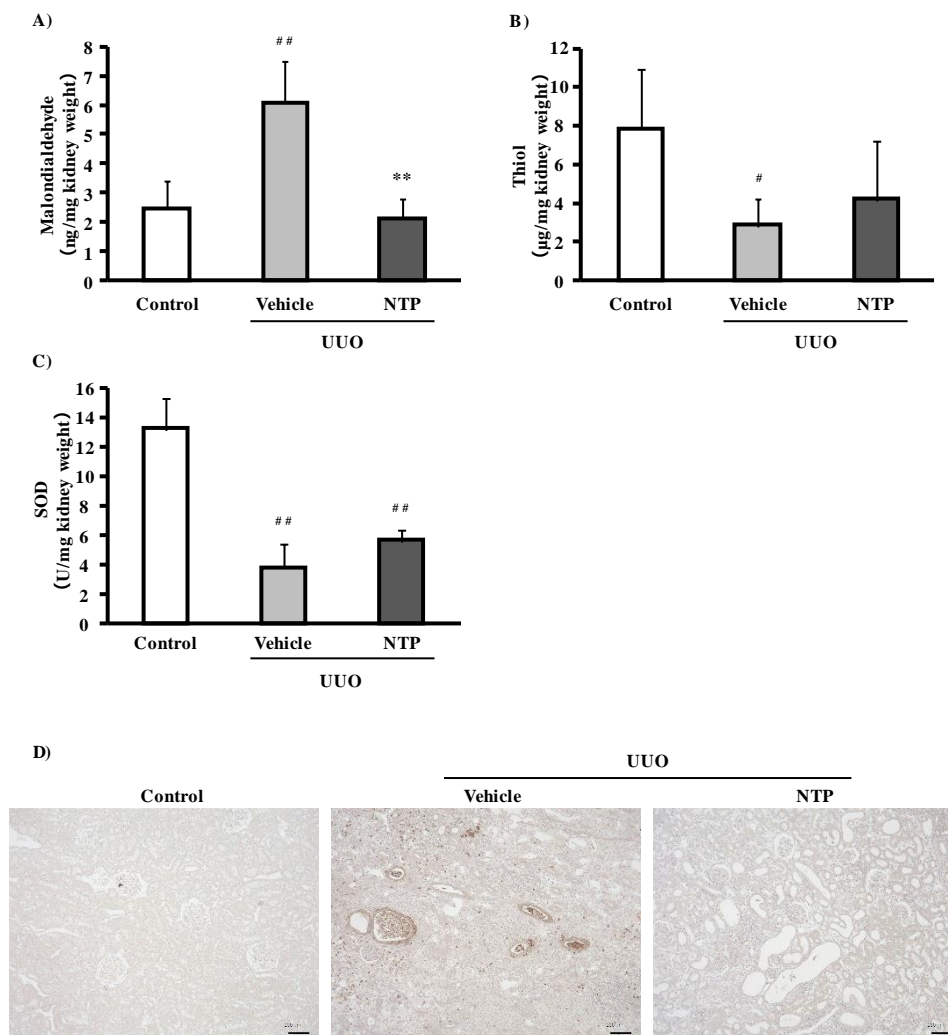 A)
Malondialdehyde
(ng/mg kidney weight)
8
7
6
5
4
3
2
1
0
##
**
Control
Vehicle
NTP
UUO
B)
Thiol
(μg/mg kidney weight)
12
10
8
6
4
2
0
#
Control
Vehicle
NTP
UUO
C)
SOD
(U/mg kidney weight)
16
14
12
10
8
6
4
2
0
##
##
Control
Vehicle
NTP
UUO
D)
UUO
Control
Vehicle
NTP